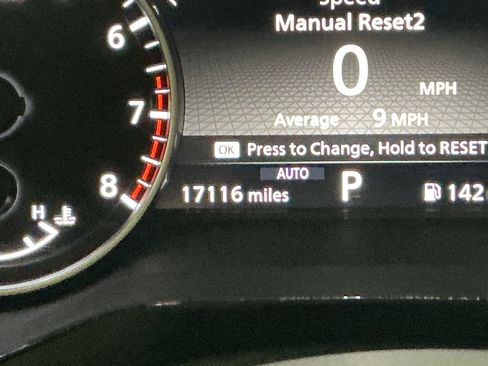 Speed
Manual Reset2
6
0 MPH
Average 9 MPH
7
OK Press to Change, Hold to RESET
AUTO
8
17116 miles P 142
H